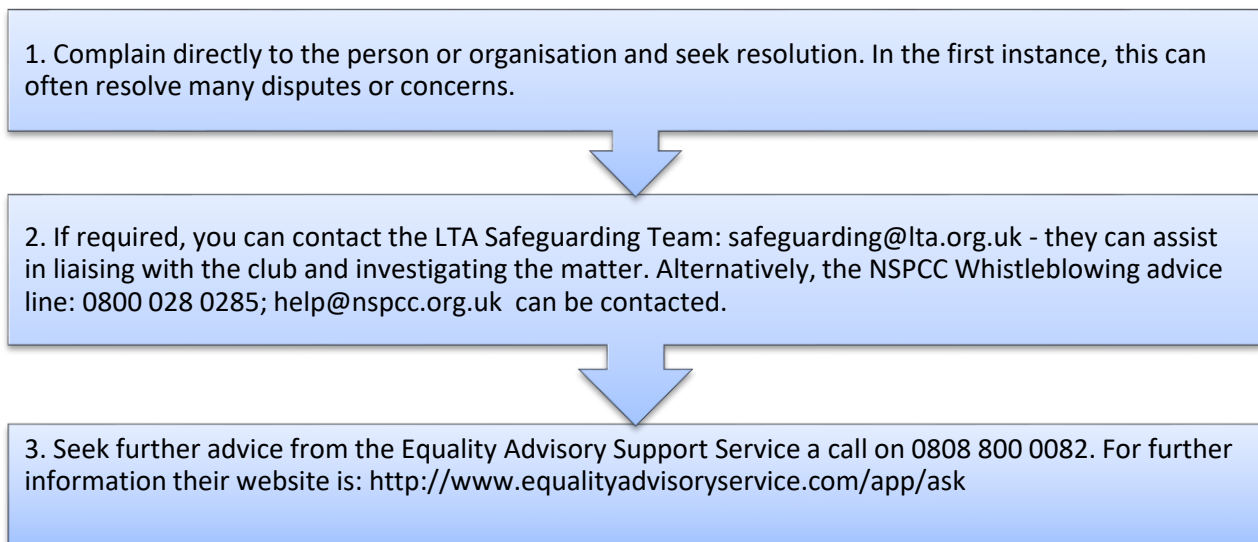 1. Complain directly to the person or organisation and seek resolution. In the first instance, this can
often resolve many disputes or concerns.
2. If required, you can contact the LTA Safeguarding Team: safeguarding@lta.org.uk - they can assist
in liaising with the club and investigating the matter. Alternatively, the NSPCC Whistleblowing advice
line: 0800 028 0285; help@nspcc.org.uk  can be contacted.
3. Seek further advice from the Equality Advisory Support Service a call on 0808 800 0082. For further
information their website is: http://www.equalityadvisoryservice.com/app/ask